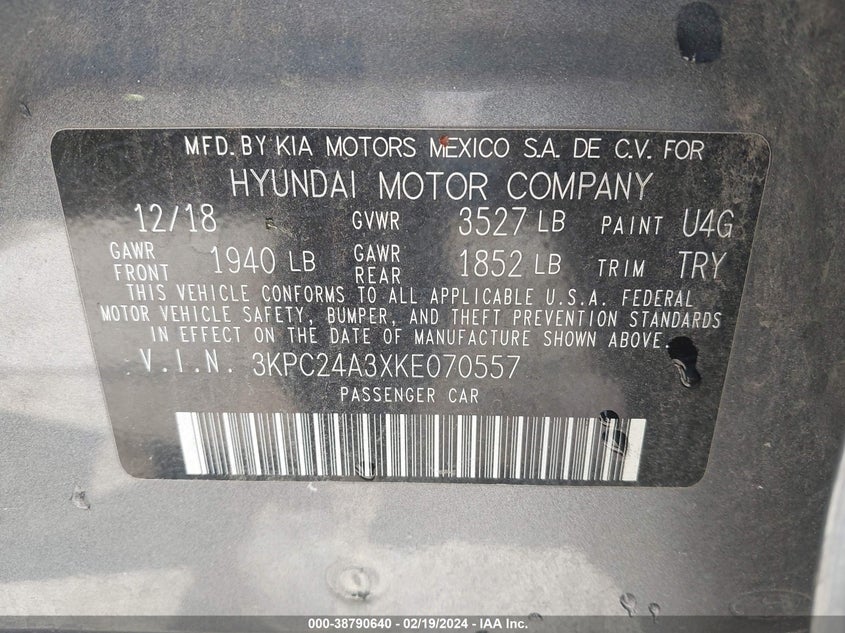 MFD. BY KIA MOTORS MEXICO S.A. DE C.V. FOR
HYUNDAI MOTOR COMPANY
12/18 GVWR 3527 LB PAINT U4G
GAWR FRONT 1940 LB GAWR REAR 1852 LB TRIM TRY
THIS VEHICLE CONFORMS TO ALL APPLICABLE U.S.A. FEDERAL
MOTOR VEHICLE SAFETY, BUMPER, AND THEFT PREVENTION STANDARDS
IN EFFECT ON THE DATE OF MANUFACTURE SHOWN ABOVE.
V.I.N. 3KPC24A3XKE070557
PASSENGER CAR
000-38790640 - 02/19/2024 - IAA Inc.